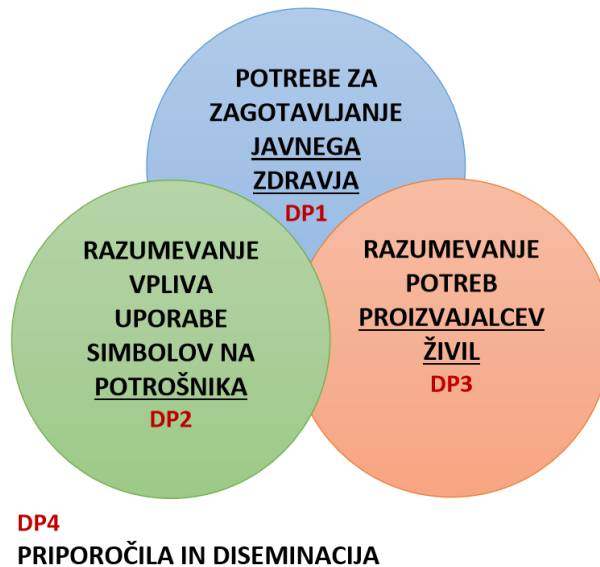 POTREBE ZA
ZAGOTAVLJANJE
JAVNEGA
ZDRAVJA
DP1
RAZUMEVANJE
VPLIVA
UPORABE
SIMBOLOV NA
POTROŠNIKA
DP2
RAZUMEVANJE
POTREB
PROIZVAJALCEV
ŽIVIL
DP3
DP4
PRIPOROČILA IN DISEMINACIJA